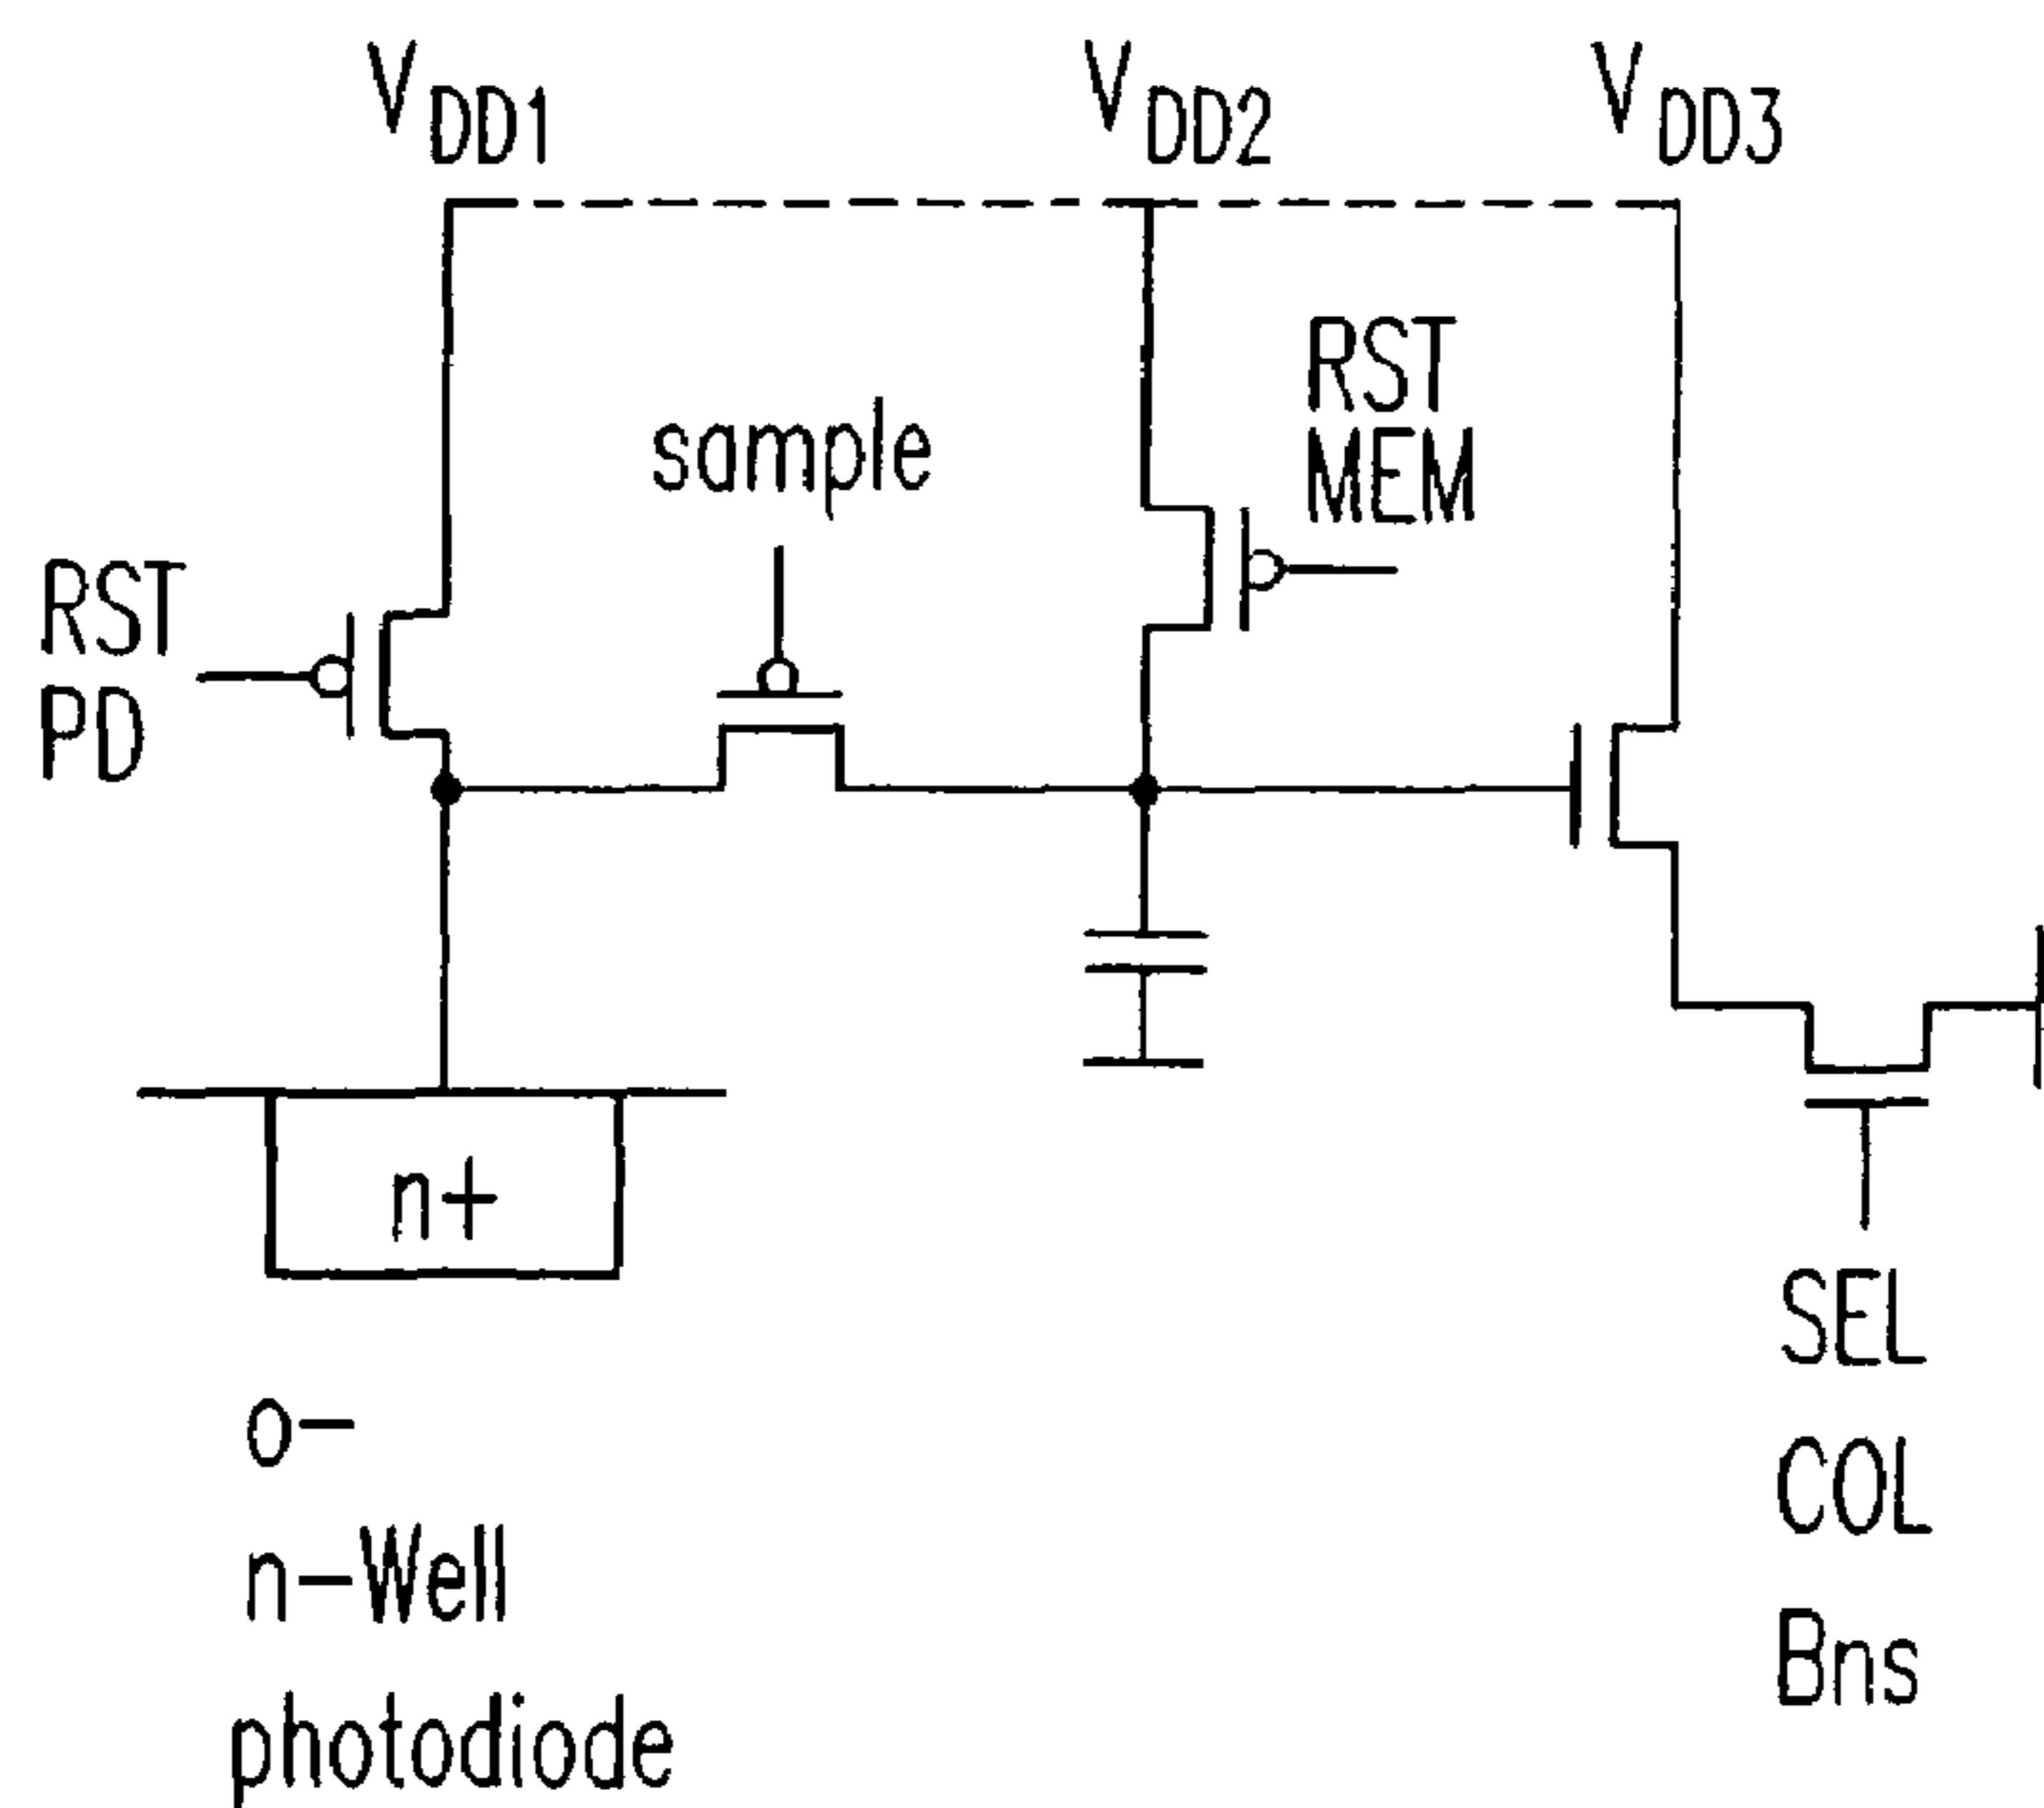 VDD1
VDD2
VDD3
RST
MEM
sample
RST
PD
n+
SEL
COL
Bns
o-
n-Well
photodiode